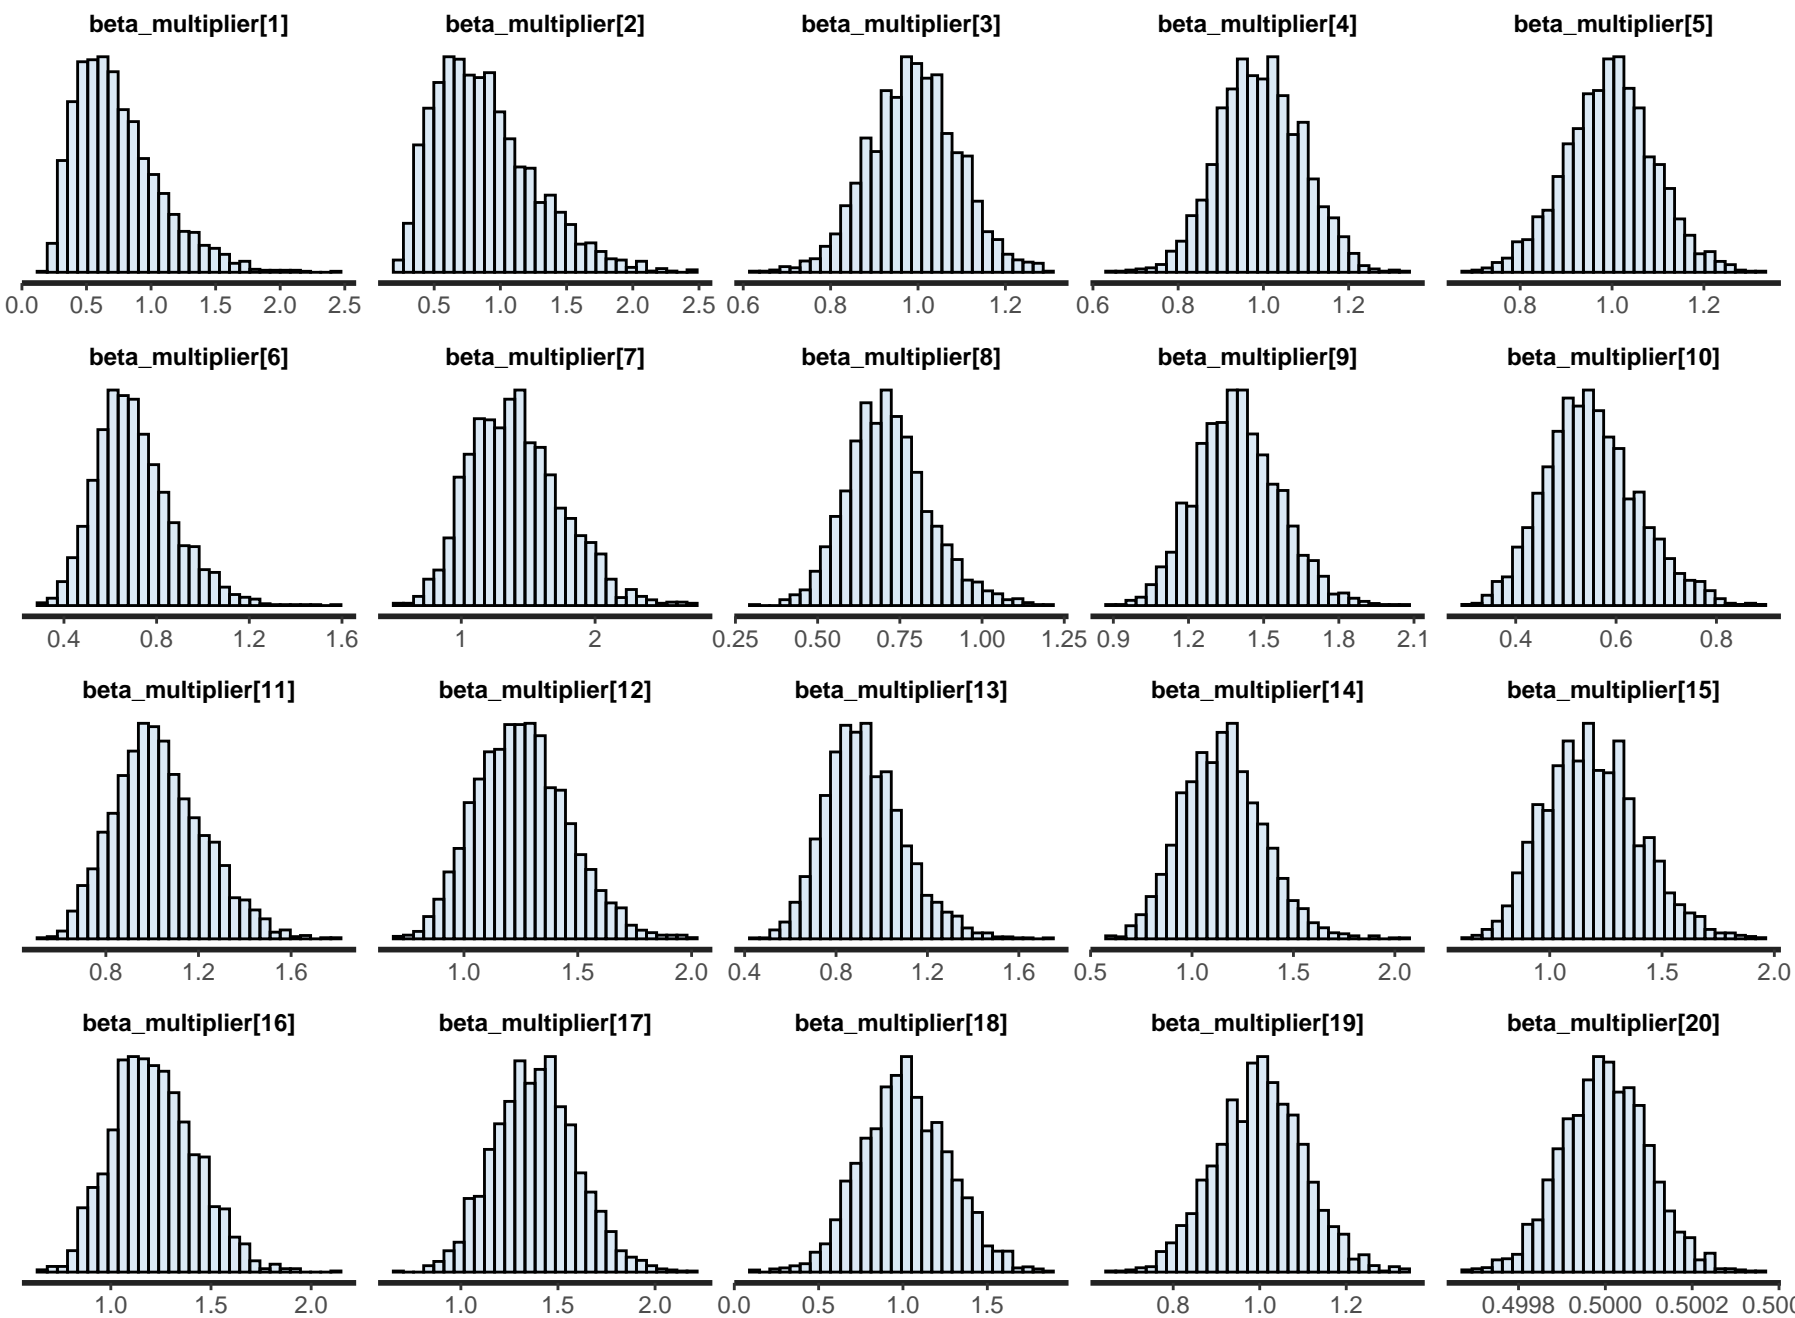 beta_multiplier[1] beta_multiplier[2] beta_multiplier[3] beta_multiplier[4] beta_multiplier[5]
0.0 0.5 1.0 1.5 2.0 2.5 0.5 1.0 1.5 2.0 2.5 0.6 0.8 1.0 1.2 0.6 0.8 1.0 1.2 0.8 1.0 1.2
beta_multiplier[6] beta_multiplier[7] beta_multiplier[8] beta_multiplier[9] beta_multiplier[10]
0.4 0.8 1.2 1.6 1 2 0.25 0.50 0.75 1.00 1.25 0.9 1.2 1.5 1.8 2.1 0.4 0.6 0.8
beta_multiplier[11] beta_multiplier[12] beta_multiplier[13] beta_multiplier[14] beta_multiplier[15]
0.8 1.2 1.6 1.0 1.5 2.0 0.4 0.8 1.2 1.6 0.5 1.0 1.5 2.0 1.0 1.5 2.0
beta_multiplier[16] beta_multiplier[17] beta_multiplier[18] beta_multiplier[19] beta_multiplier[20]
1.0 1.5 2.0 1.0 1.5 2.0 0.0 0.5 1.0 1.5 0.8 1.0 1.2 0.4998 0.5000 0.5002